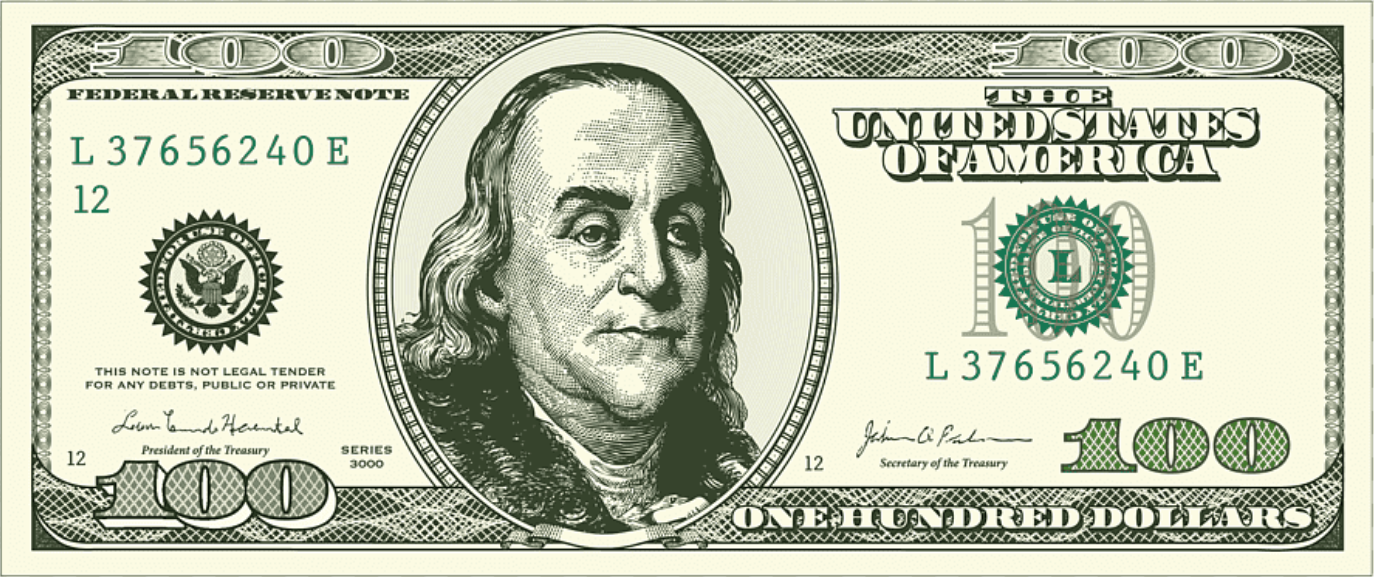 100
100
FEDERAL RESERVE NOTE
THE
UNITED STATES
OF AMERICA
L 37656240 E
12
100
L
L 37656240 E
THIS NOTE IS NOT LEGAL TENDER
FOR ANY DEBTS, PUBLIC OR PRIVATE
President of the Treasury
SERIES
3000
12
12
Secretary of the Treasury
100
100
ONE HUNDRED DOLLARS